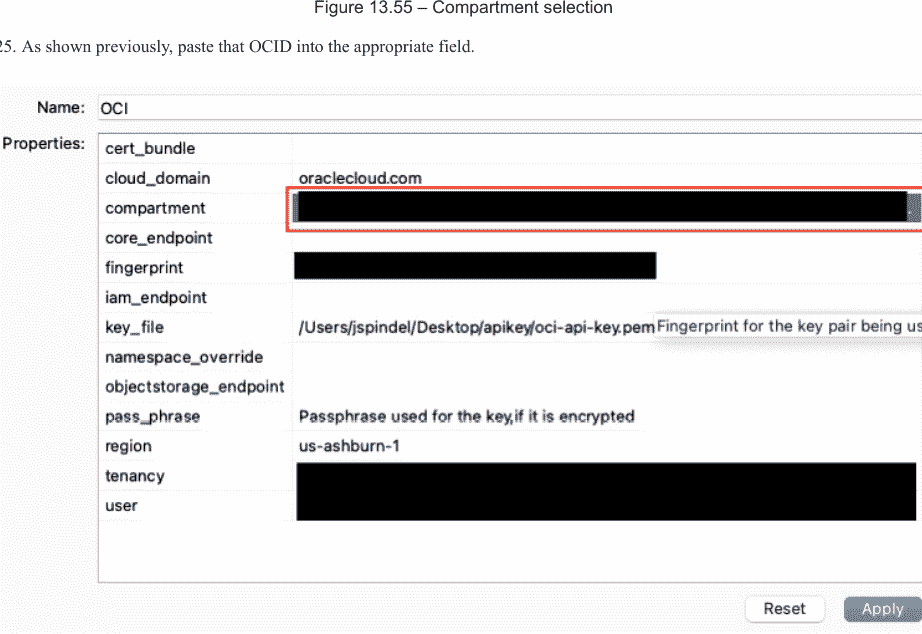 Figure 13.55 – Compartment selection
25. As shown previously, paste that OCID into the appropriate field.
Name: OCI
Properties:
cert_bundle
cloud_domain oraclecloud.com
compartment
core_endpoint
fingerprint
iam_endpoint
key_file /Users/jspindel/Desktop/apikey/oci-api-key.pem Fingerprint for the key pair being us
namespace_override
objectstorage_endpoint
pass_phrase Passphrase used for the key,if it is encrypted
region us-ashburn-1
tenancy
user
Reset Apply